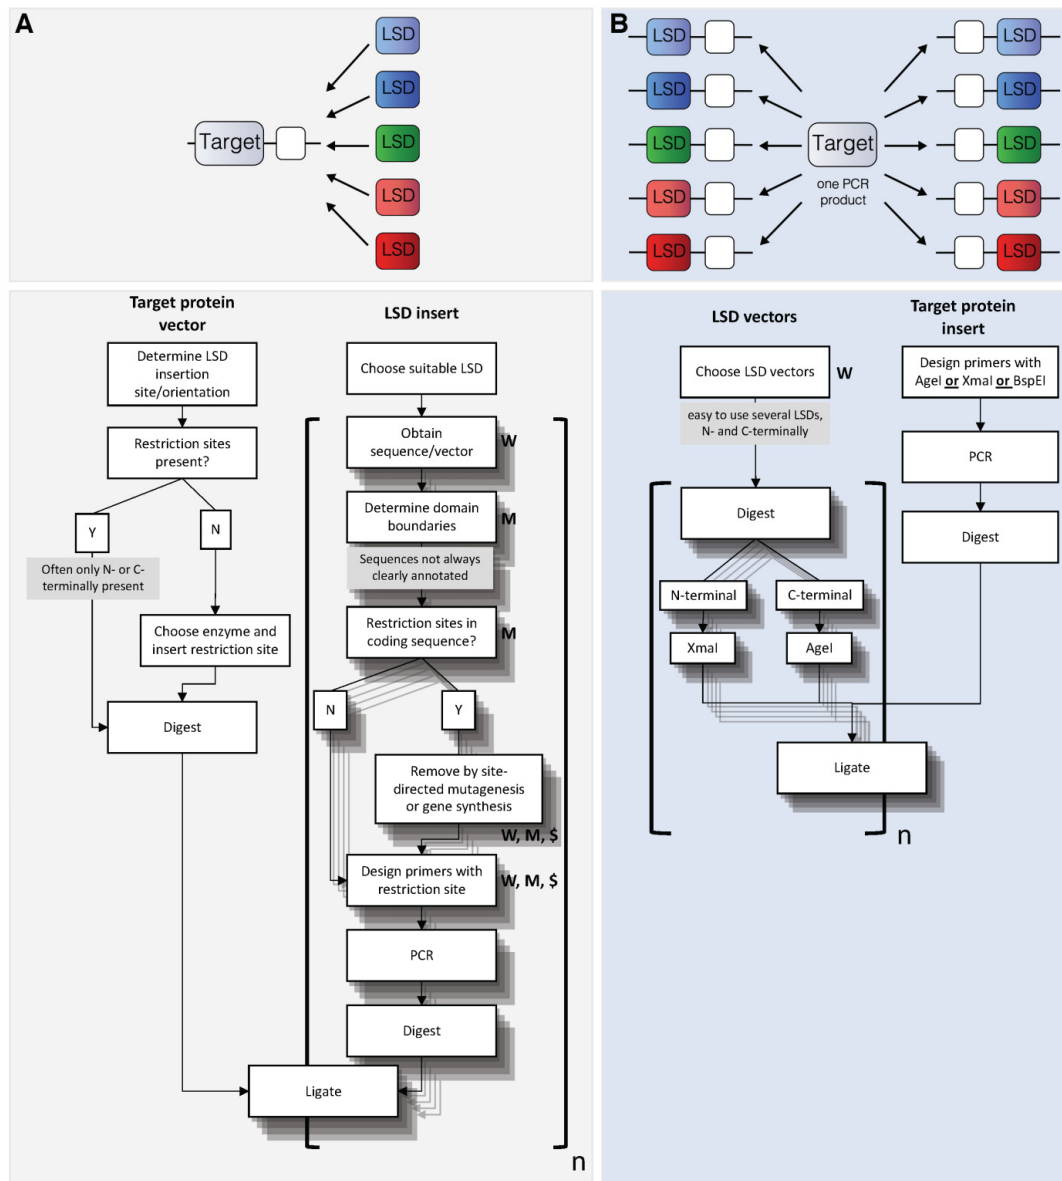 A
LSD
LSD
Target
LSD
LSD
LSD
B
LSD
LSD
LSD
LSD
LSD
Target
one PCR
product
LSD
LSD
LSD
LSD
LSD
Target protein
vector
Determine LSD
insertion
site/orientation
Restriction sites
present?
Y
N
Often only N- or C-
terminally present
Choose enzyme and
insert restriction site
Digest
LSD insert
Choose suitable LSD
Obtain
sequence/vector
W
Determine domain
boundaries
M
Sequences not always
clearly annotated
Restriction sites in
coding sequence?
M
N
Y
Remove by site-
directed mutagenesis
or gene synthesis
W, M, $
Design primers with
restriction site
W, M, $
PCR
Digest
Ligate
n
LSD vectors
Choose LSD vectors
W
easy to use several LSDs,
N- and C-terminally
Digest
N-terminal
C-terminal
XmaI
AgeI
Ligate
n
Target protein
insert
Design primers with
AgeI or XmaI or BspEI
PCR
Digest